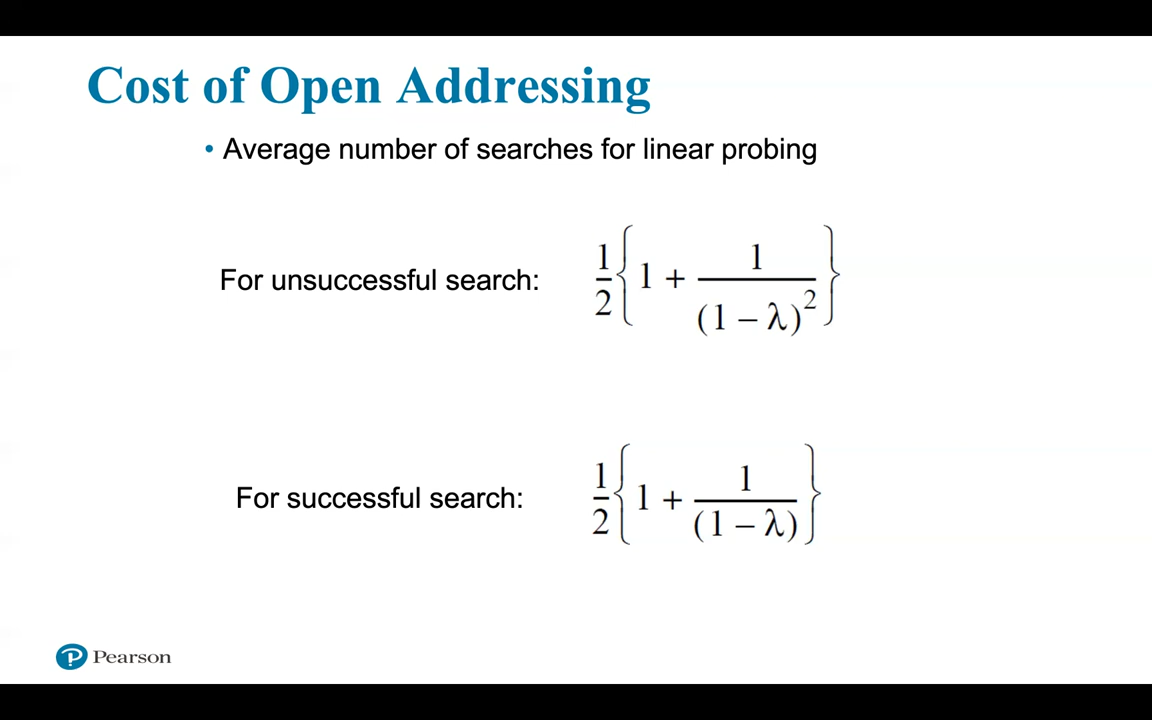 Cost of Open Addressing
• Average number of searches for linear probing
For unsuccessful search: 1/2 { 1 + 1/(1 – λ)² }
For successful search: 1/2 { 1 + 1/(1 – λ) }
P Pearson